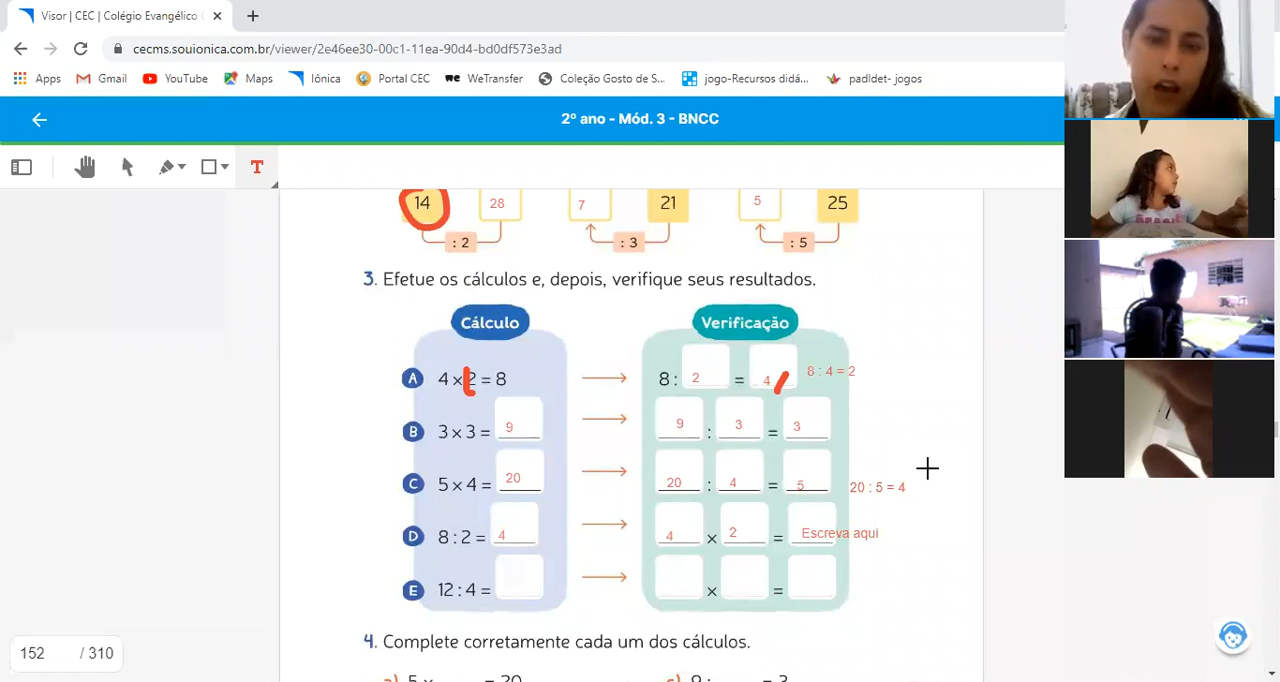 Visor | CEC | Colégio Evangélico
cecms.souionica.com.br/viewer/2e46ee30-00c1-11ea-90d4-bd0df573e3ad
Apps Gmail YouTube Maps Iônica Portal CEC WeTransfer Coleção Gosto de S... jogo-Recursos didá... padldet- jogos
2º ano - Mód. 3 - BNCC
T
14 28 7 21 5 25
: 2 : 3 : 5
3. Efetue os cálculos e, depois, verifique seus resultados.
Cálculo Verificação
A 4 × 2 = 8 8 : 2 = 4 8 : 4 = 2
B 3 × 3 = 9 9 : 3 = 3
C 5 × 4 = 20 20 : 4 = 5 20 : 5 = 4
D 8 : 2 = 4 4 × 2 = Escreva aqui
E 12 : 4 = × =
4. Complete corretamente cada um dos cálculos.
a) 5 × = 20 c) 9 : = 3
152 / 310